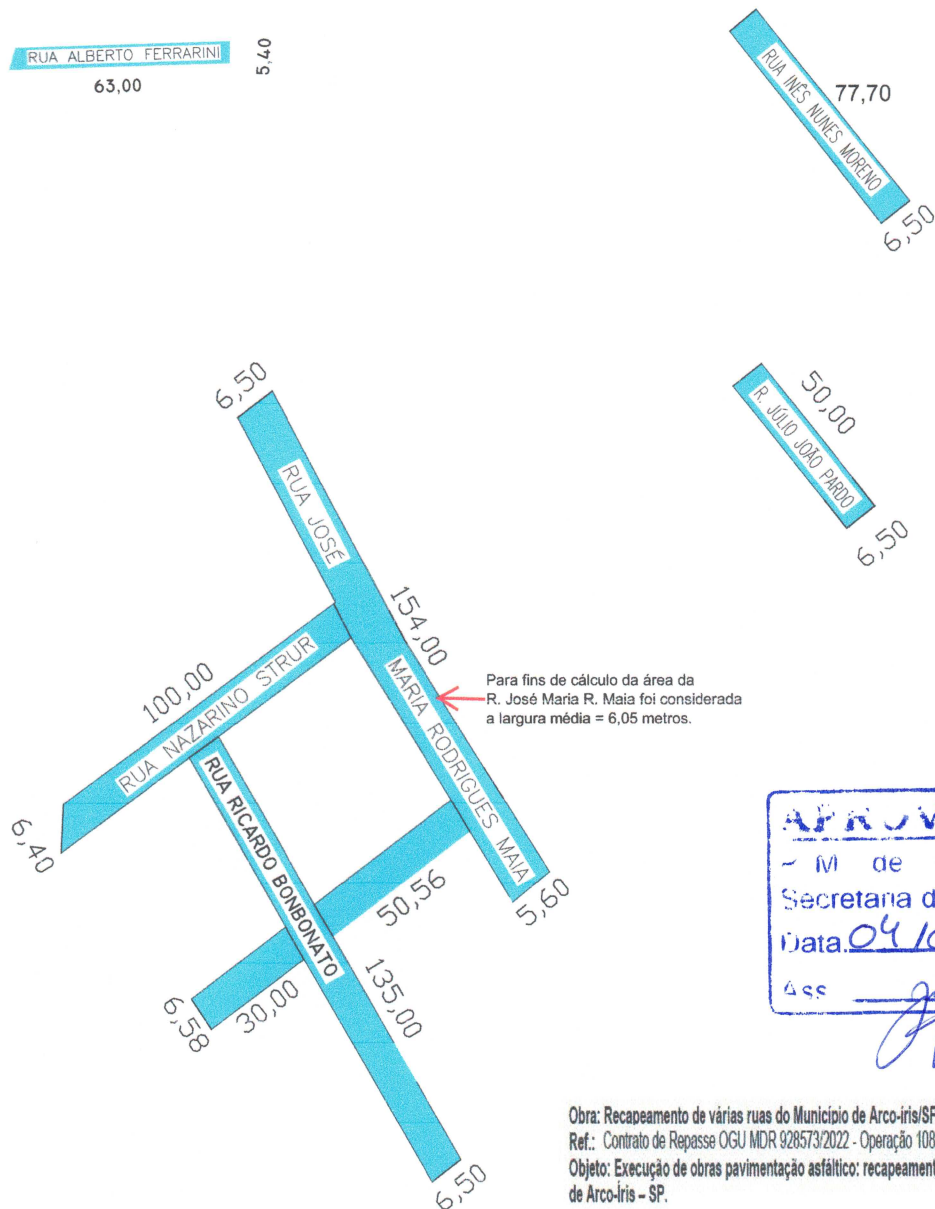 RUA ALBERTO FERRARINI
63,00
5,40
RUA INÊS NUNES MORENO
77,70
6,50
R. JÚLIO JOÃO PARDO
50,00
6,50
6,50
RUA JOSÉ
MARIA RODRIGUES MAIA
154,00
5,60
Para fins de cálculo da área da
R. José Maria R. Maia foi considerada
a largura média = 6,05 metros.
RUA NAZARINO STRUR
100,00
6,40
RUA RICARDO BONBONATO
135,00
6,50
50,56
30,00
6,58
M de
Secretaria d
Data. 04/0
Ass
Obra: Recapeamento de várias ruas do Município de Arco-íris/SP
Ref.: Contrato de Repasse OGU MDR 928573/2022 - Operação 108
Objeto: Execução de obras pavimentação asfáltico: recapeament
de Arco-Íris – SP.